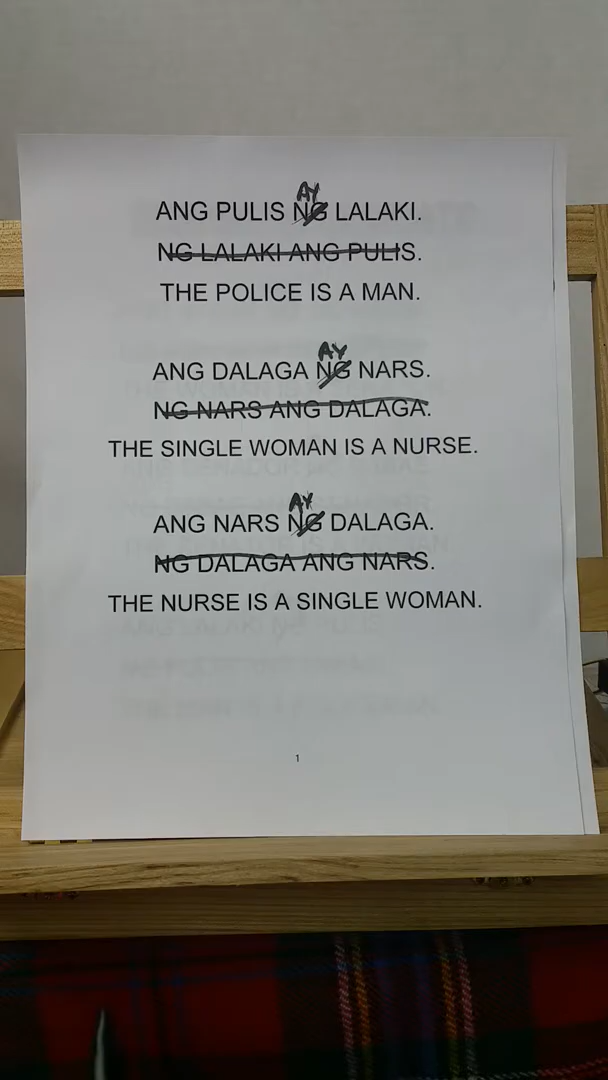 AY
ANG PULIS NG LALAKI.
NG LALAKI ANG PULIS.
THE POLICE IS A MAN.
AY
ANG DALAGA NG NARS.
NG NARS ANG DALAGA.
THE SINGLE WOMAN IS A NURSE.
AY
ANG NARS NG DALAGA.
NG DALAGA ANG NARS.
THE NURSE IS A SINGLE WOMAN.
1